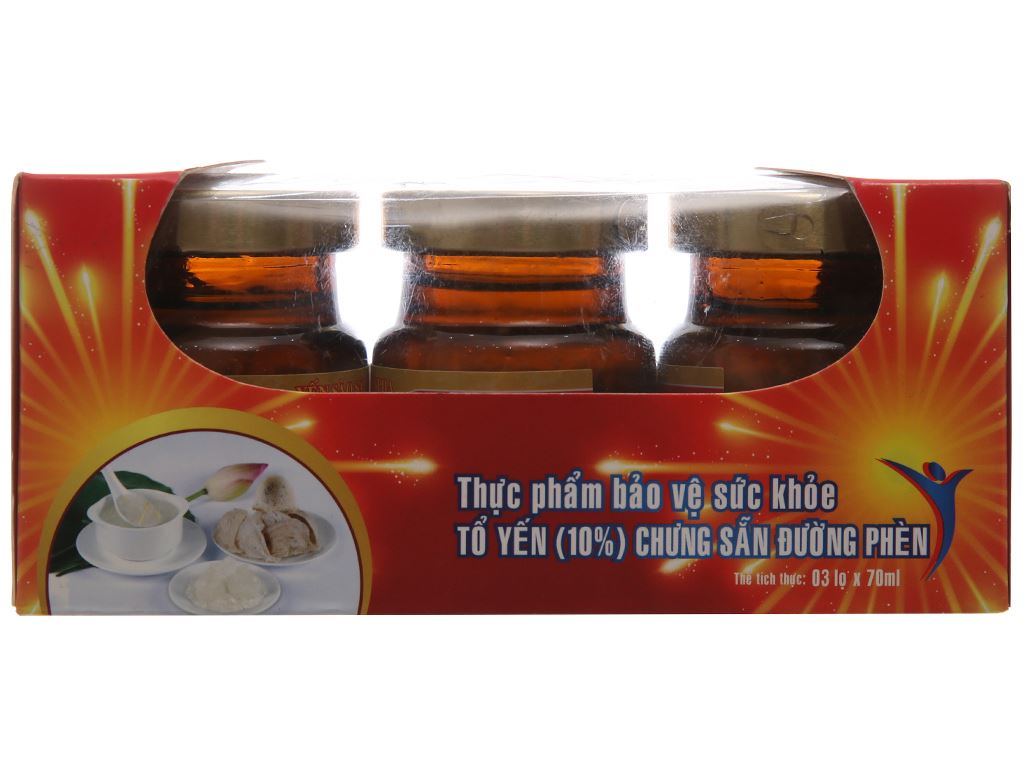 Thực phẩm bảo vệ sức khỏe
TỔ YẾN (10%) CHƯNG SẴN ĐƯỜNG PHÈN
Thể tích thực: 03 lọ x 70ml